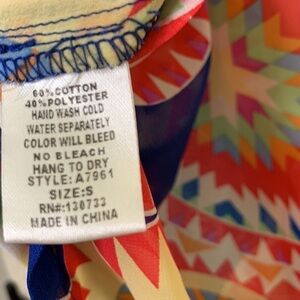 60% COTTON
40% POLYESTER
HAND WASH COLD
WATER SEPARATELY
COLOR WILL BLEED
NO BLEACH
HANG TO DRY
STYLE: A7961
SIZE:S
RN#:130733
MADE IN CHINA